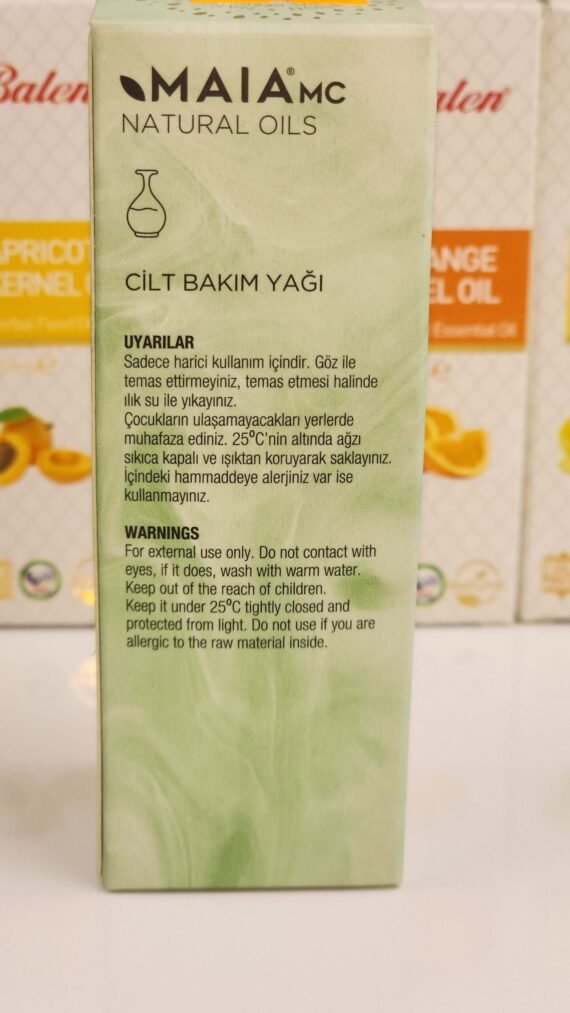 MAIA® MC
NATURAL OILS
CİLT BAKIM YAĞI
UYARILAR
Sadece harici kullanım içindir. Göz ile
temas ettirmeyiniz, temas etmesi halinde
ılık su ile yıkayınız.
Çocukların ulaşamayacakları yerlerde
muhafaza ediniz. 25⁰C'nin altında ağzı
sıkıca kapalı ve ışıktan koruyarak saklayınız.
İçindeki hammaddeye alerjiniz var ise
kullanmayınız.
WARNINGS
For external use only. Do not contact with
eyes, if it does, wash with warm water.
Keep out of the reach of children.
Keep it under 25⁰C tightly closed and
protected from light. Do not use if you are
allergic to the raw material inside.
Balen
APRICOT
KERNEL
alen®
ANGE
EL OIL
Essential Oil